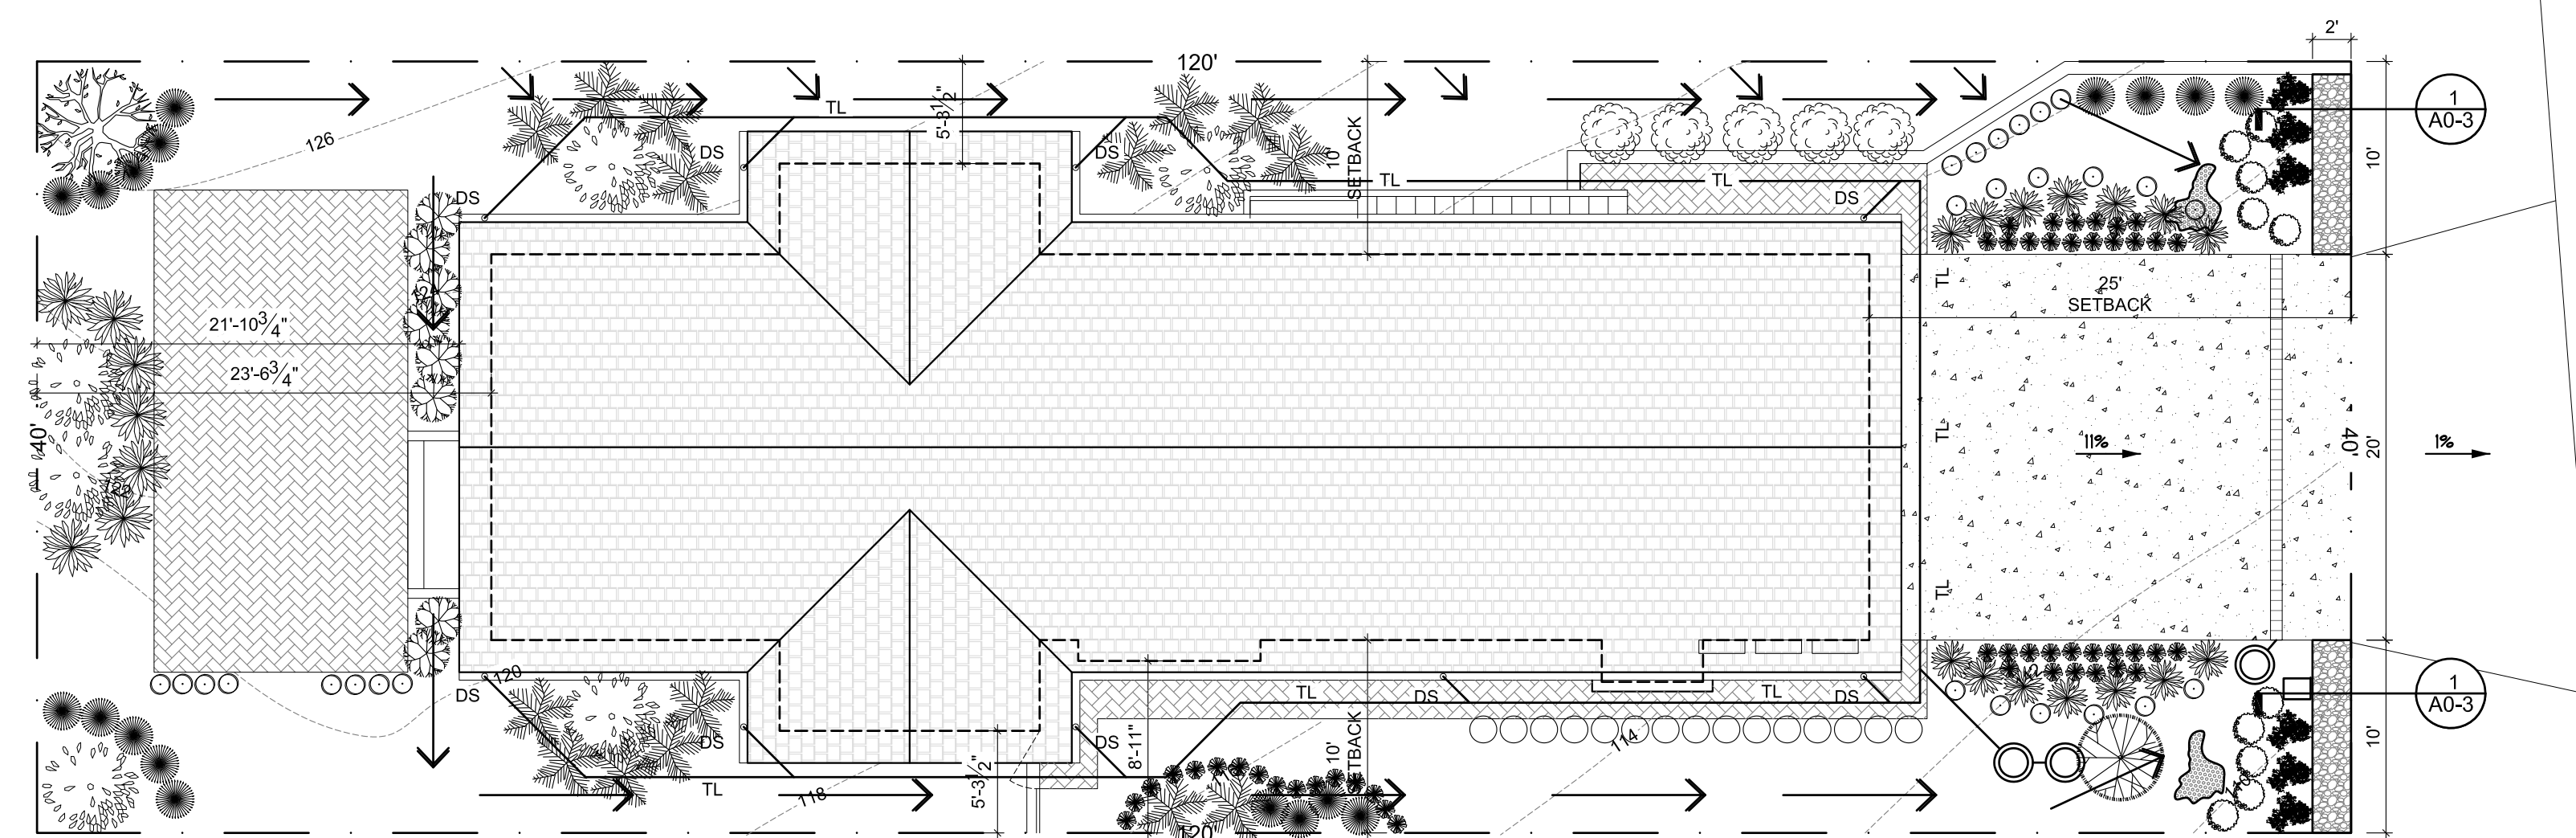 2'
120'
1
A0-3
TL
5'-3 1/2"
126
DS
DS
10'
SETBACK
TL
TL
10'
DS
DS
TL
25'
SETBACK
21'-10 3/4"
23'-6 3/4"
40'
TL
11%
40'
20'
1%
TL
120
DS
TL
DS
TL
DS
1
A0-3
DS
DS
8'-11"
10'
SETBACK
114
10'
TL
118
5'-3 1/2"
120'